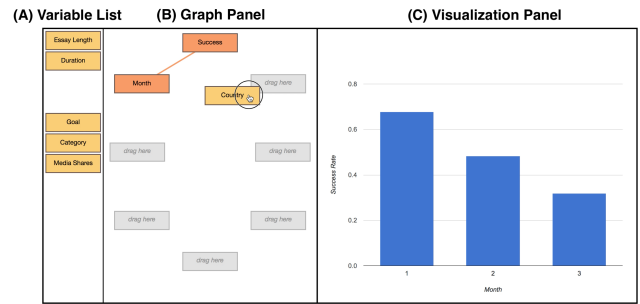 (A) Variable List
(B) Graph Panel
(C) Visualization Panel
Essay Length
Duration
Goal
Category
Media Shares
Success
Month
drag here
Country
drag here
drag here
drag here
drag here
drag here
0.8
0.6
0.4
0.2
0.0
Success Rate
1
2
3
Month